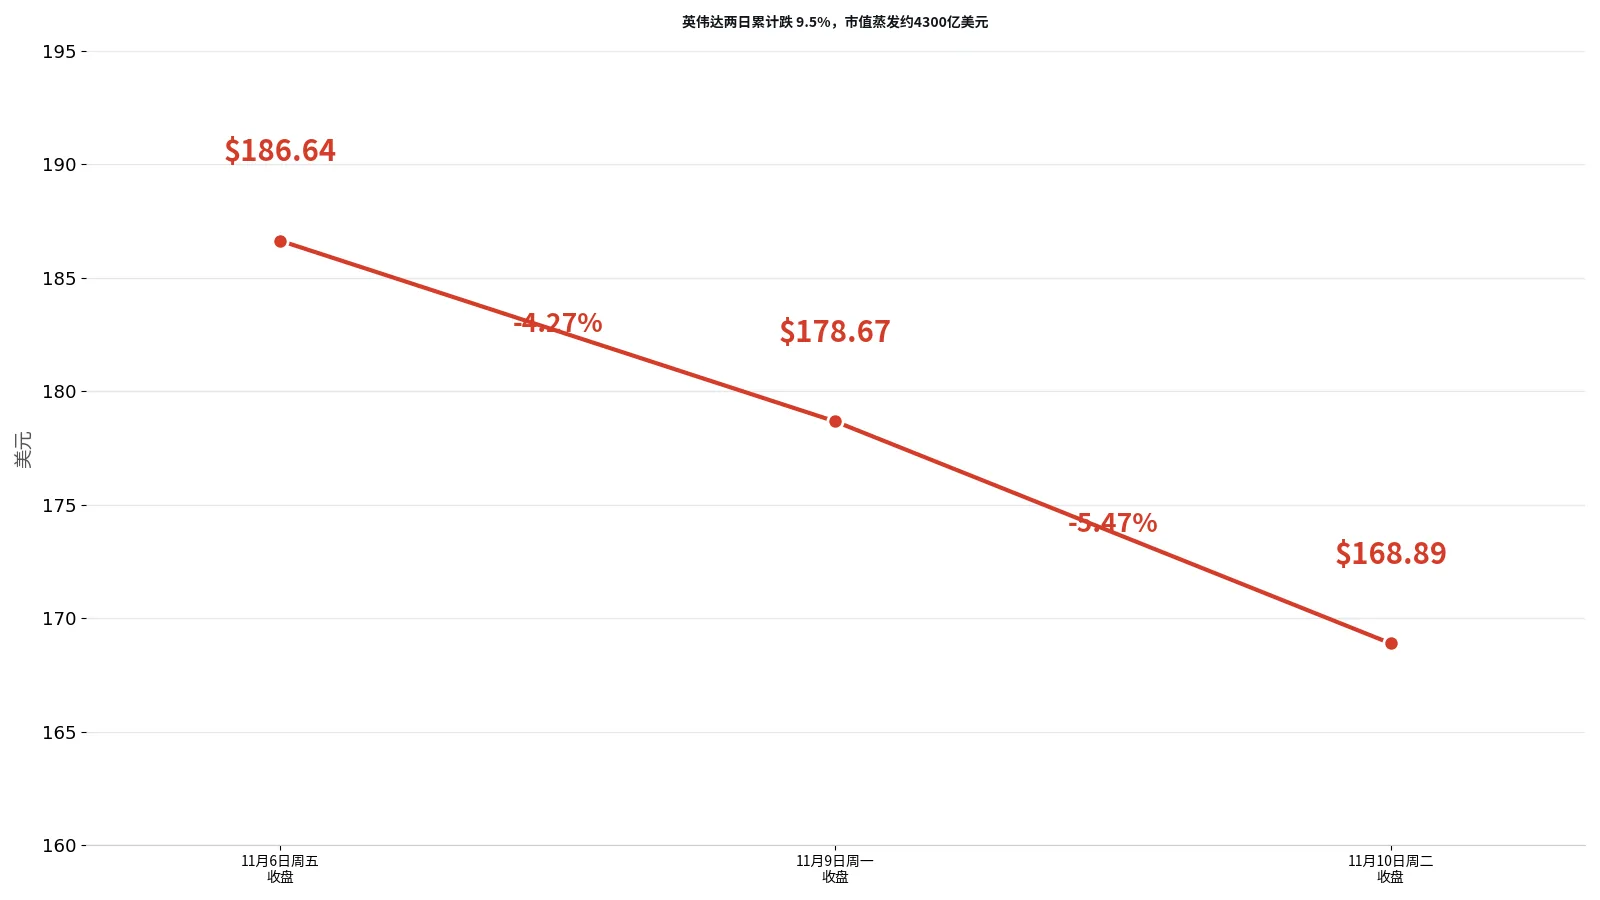 英伟达两日累计跌 9.5%，市值蒸发约4300亿美元
195
190
185
180
175
170
165
160
美元
$186.64
-4.27%
$178.67
-5.47%
$168.89
11月6日周五
收盘
11月9日周一
收盘
11月10日周二
收盘